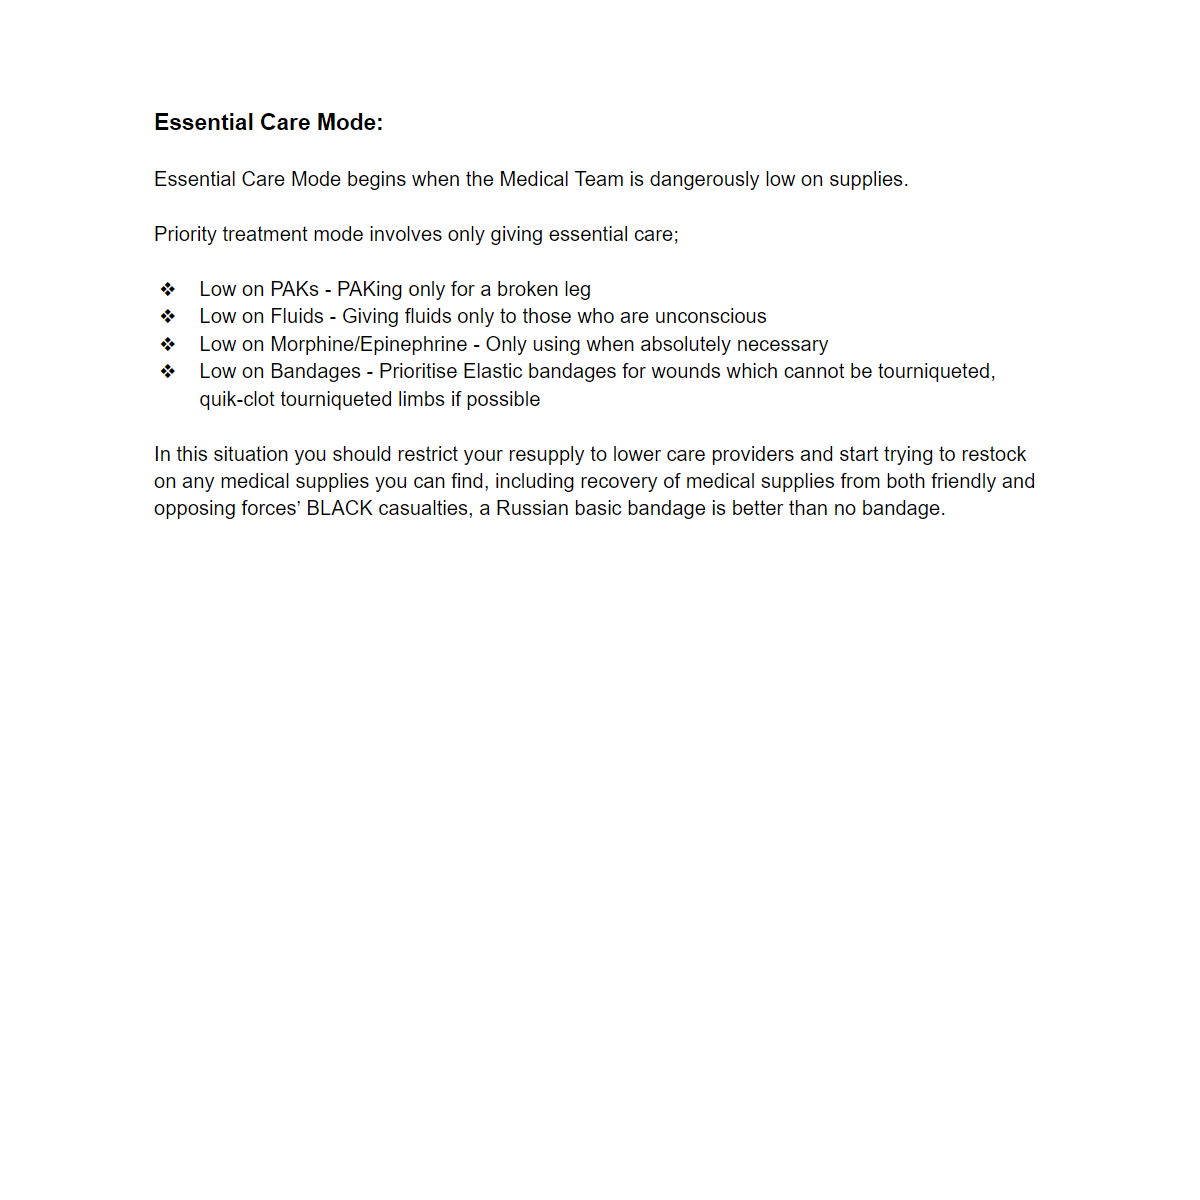 Essential Care Mode:
Essential Care Mode begins when the Medical Team is dangerously low on supplies.
Priority treatment mode involves only giving essential care;
❖ Low on PAKs - PAKing only for a broken leg
❖ Low on Fluids - Giving fluids only to those who are unconscious
❖ Low on Morphine/Epinephrine - Only using when absolutely necessary
❖ Low on Bandages - Prioritise Elastic bandages for wounds which cannot be tourniqueted,
quik-clot tourniqueted limbs if possible
In this situation you should restrict your resupply to lower care providers and start trying to restock
on any medical supplies you can find, including recovery of medical supplies from both friendly and
opposing forces’ BLACK casualties, a Russian basic bandage is better than no bandage.